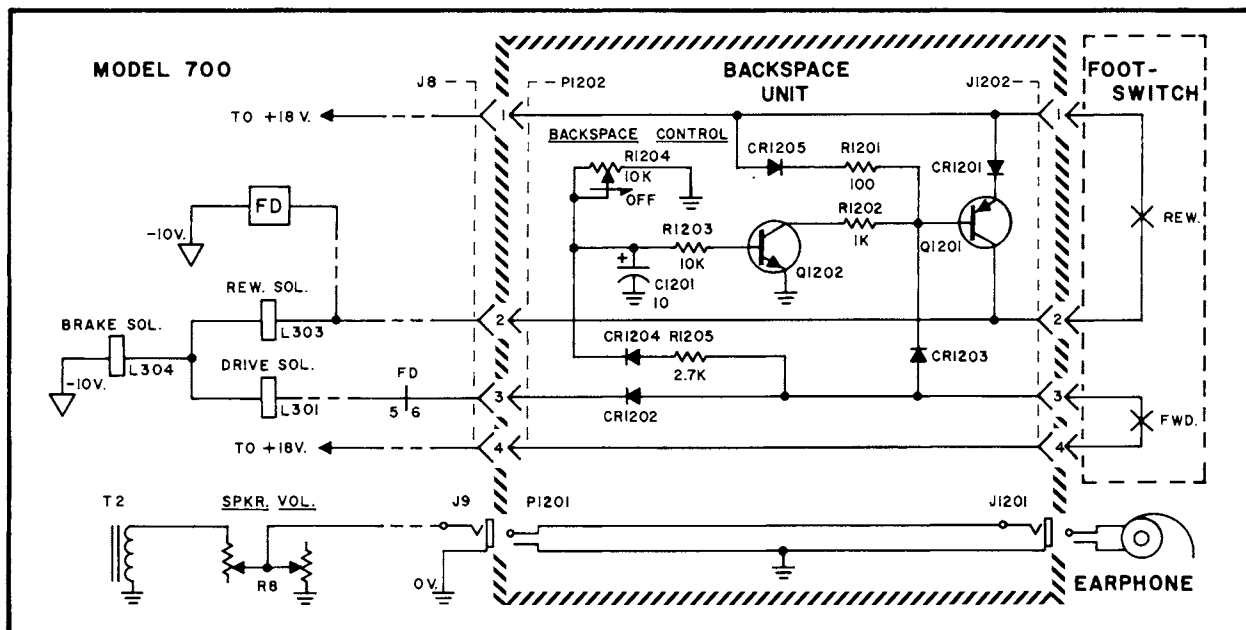 MODEL 700
J8
P1202
BACKSPACE
UNIT
J1202
FOOT-
SWITCH
TO +18V.
1
1
BACKSPACE CONTROL
R1204
10K
OFF
CR1205
R1201
100
CR1201
FD
-10V.
R1203
10K
R1202
1K
Q1201
REW.
+
C1201
10
Q1202
REW. SOL.
L303
2
2
BRAKE SOL.
L304
-10V.
CR1204
R1205
2.7K
CR1203
DRIVE SOL.
L301
FD
5 6
3
CR1202
3
FWD.
TO +18V.
4
4
T2
SPKR. VOL.
J9
P1201
J1201
R8
0V.
EARPHONE